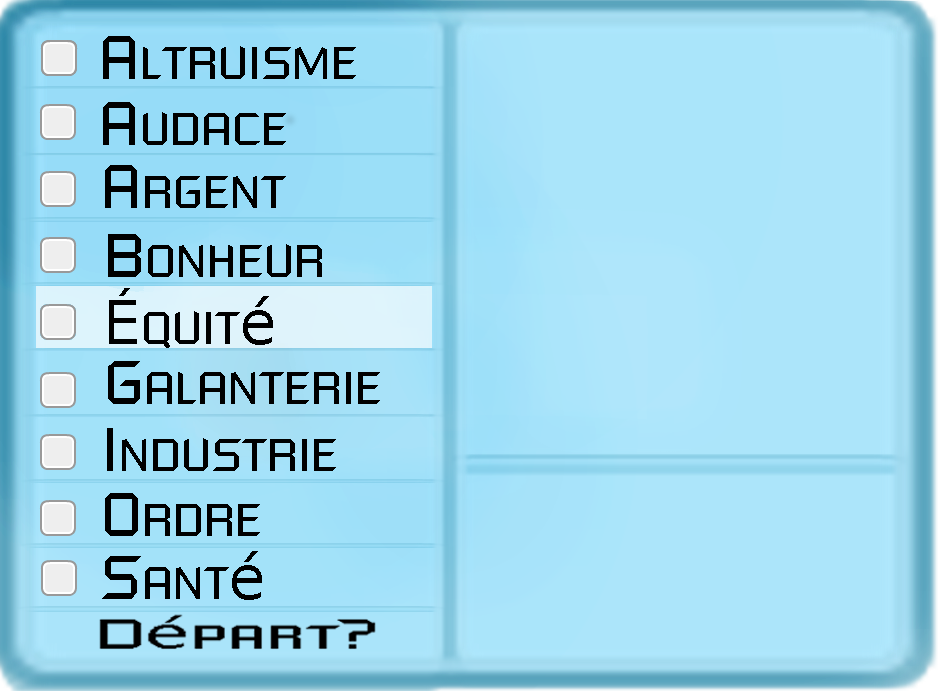 Altruisme
Audace
Argent
Bonheur
Équité
Galanterie
Industrie
Ordre
Santé
Départ?